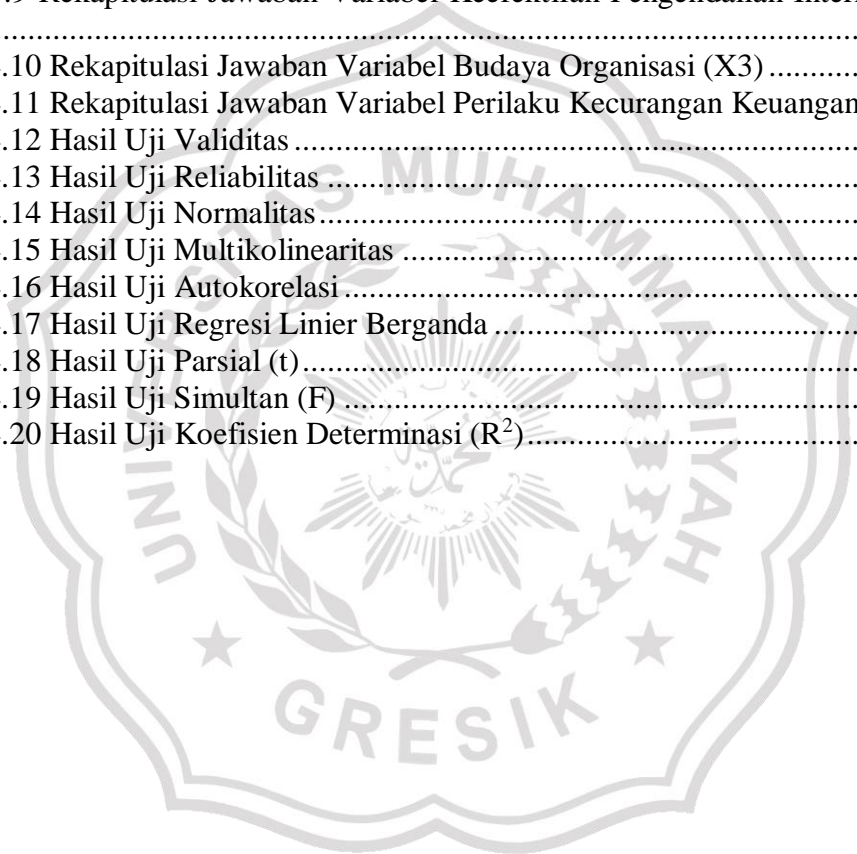 .9 Rekapitulasi Jawaban Variabel Keefektifan Pengendalian Inter
................................................................................
.10 Rekapitulasi Jawaban Variabel Budaya Organisasi (X3)............
.11 Rekapitulasi Jawaban Variabel Perilaku Kecurangan Keuangan
.12 Hasil Uji Validitas................................................................
.13 Hasil Uji Reliabilitas............................................................
.14 Hasil Uji Normalitas............................................................
.15 Hasil Uji Multikolinearitas....................................................
.16 Hasil Uji Autokorelasi..........................................................
.17 Hasil Uji Regresi Linier Berganda........................................
.18 Hasil Uji Parsial (t)..............................................................
.19 Hasil Uji Simultan (F)..........................................................
.20 Hasil Uji Koefisien Determinasi (R²)....................................
UNIVERSITAS MUHAMMADIYAH
GRESIK